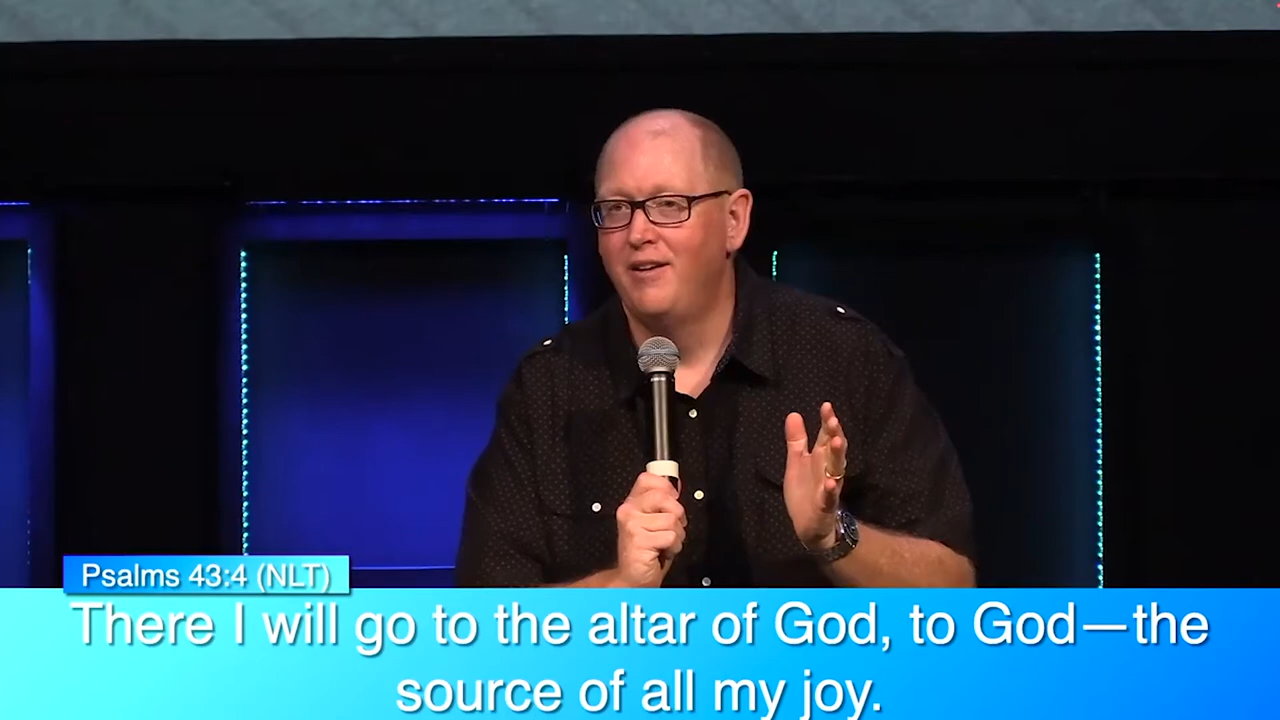 Psalms 43:4 (NLT)
There I will go to the altar of God, to God—the
source of all my joy.